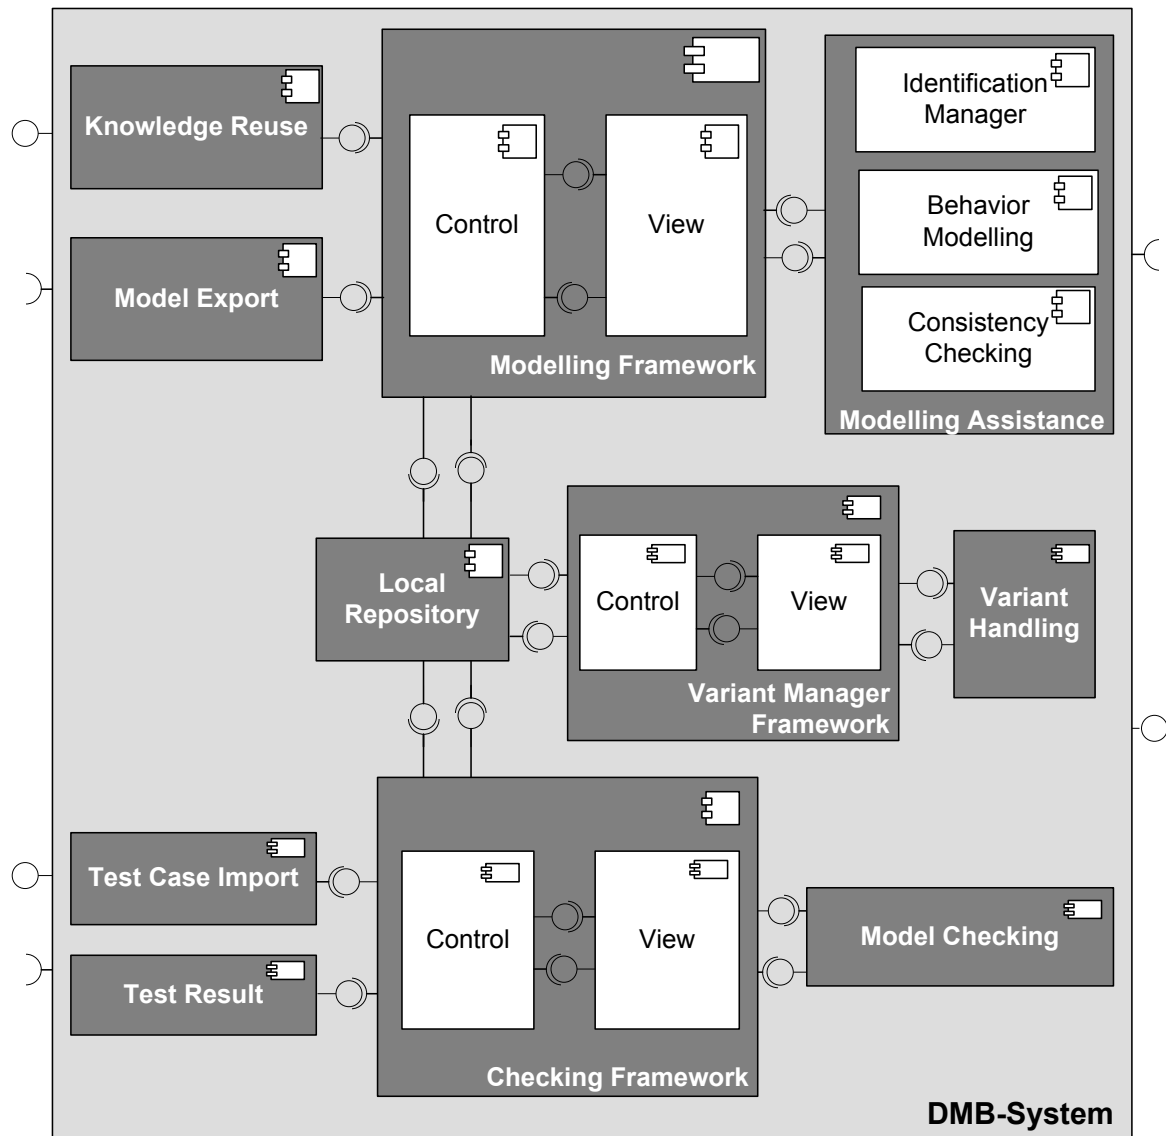 Knowledge Reuse
Model Export
Control
View
Modelling Framework
Identification
Manager
Behavior
Modelling
Consistency
Checking
Modelling Assistance
Local
Repository
Control
View
Variant Manager
Framework
Variant
Handling
Test Case Import
Test Result
Control
View
Checking Framework
Model Checking
DMB-System